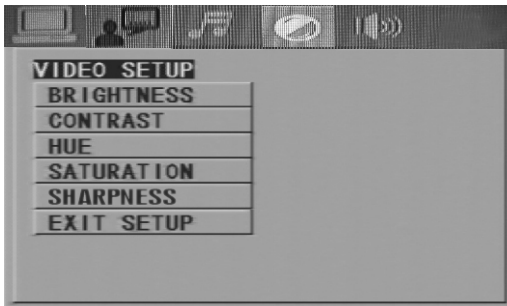 VIDEO SETUP
BRIGHTNESS
CONTRAST
HUE
SATURATION
SHARPNESS
EXIT SETUP